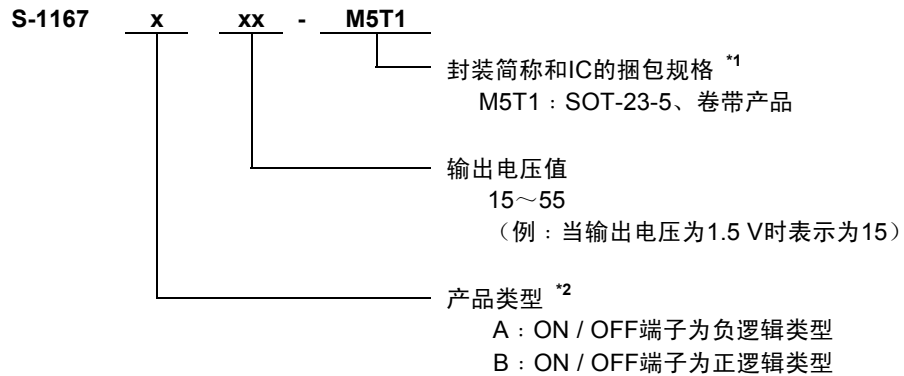 S-1167 x xx - M5T1
封装简称和IC的捆包规格 *1
M5T1：SOT-23-5、卷带产品
输出电压值
15～55
（例：当输出电压为1.5 V时表示为15）
产品类型 *2
A：ON / OFF端子为负逻辑类型
B：ON / OFF端子为正逻辑类型